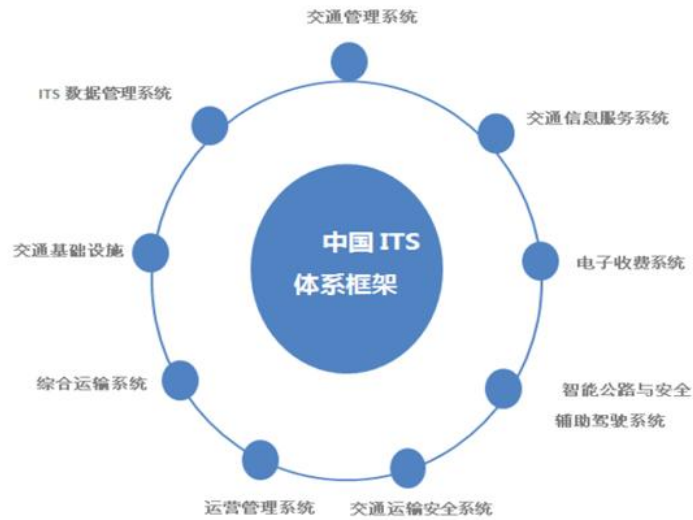 交通管理系统
ITS 数据管理系统
交通信息服务系统
中国 ITS
体系框架
交通基础设施
电子收费系统
综合运输系统
智能公路与安全
辅助驾驶系统
运营管理系统
交通运输安全系统